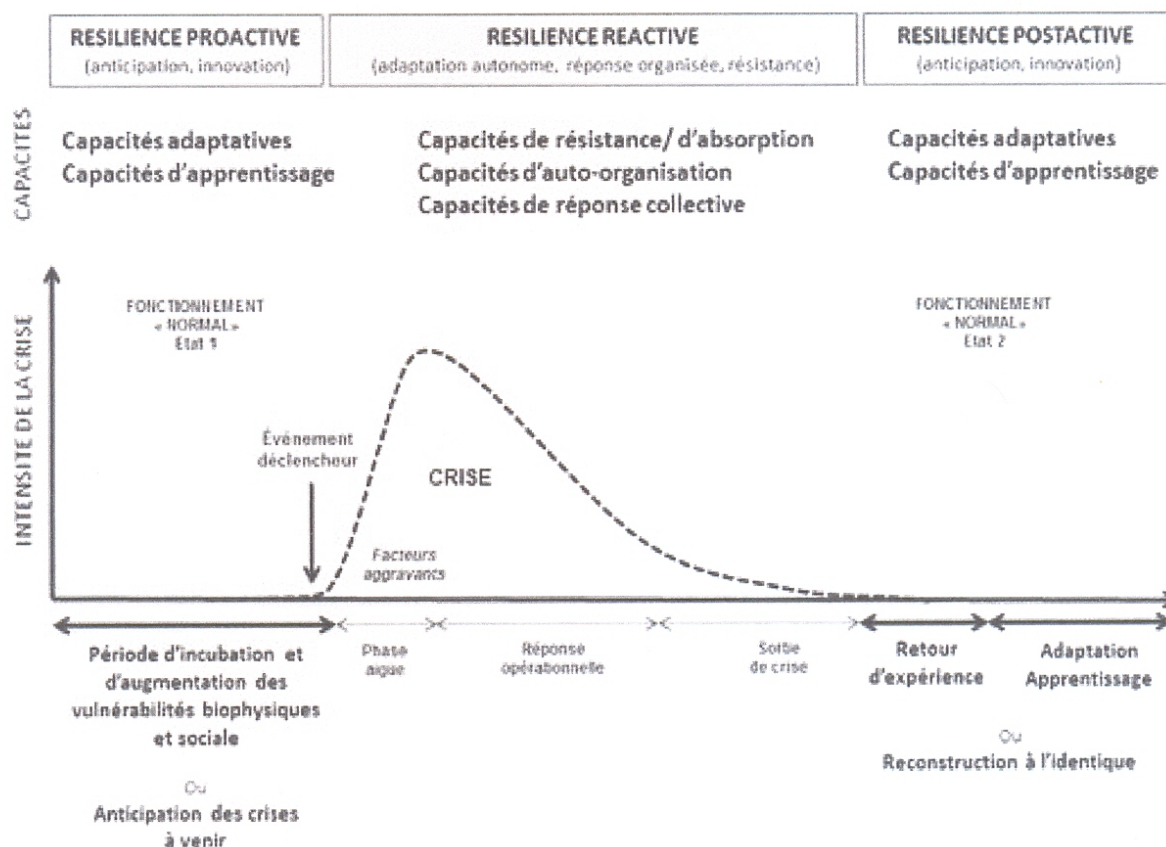 RESILIENCE PROACTIVE
(anticipation, innovation)
RESILIENCE REACTIVE
(adaptation autonome, réponse organisée, résistance)
RESILIENCE POSTACTIVE
(anticipation, innovation)
CAPACITES
Capacités adaptatives
Capacités d'apprentissage
Capacités de résistance/ d'absorption
Capacités d'auto-organisation
Capacités de réponse collective
Capacités adaptatives
Capacités d'apprentissage
INTENSITE DE LA CRISE
FONCTIONNEMENT
« NORMAL »
Etat 1
FONCTIONNEMENT
« NORMAL »
Etat 2
Événement
déclencheur
CRISE
Facteurs
aggravants
Période d'incubation et
d'augmentation des
vulnérabilités biophysiques
et sociale
Ou
Anticipation des crises
à venir
Phase
aigue
Réponse
opérationnelle
Sortie
de crise
Retour
d'expérience
Adaptation
Apprentissage
Ou
Reconstruction à l'identique